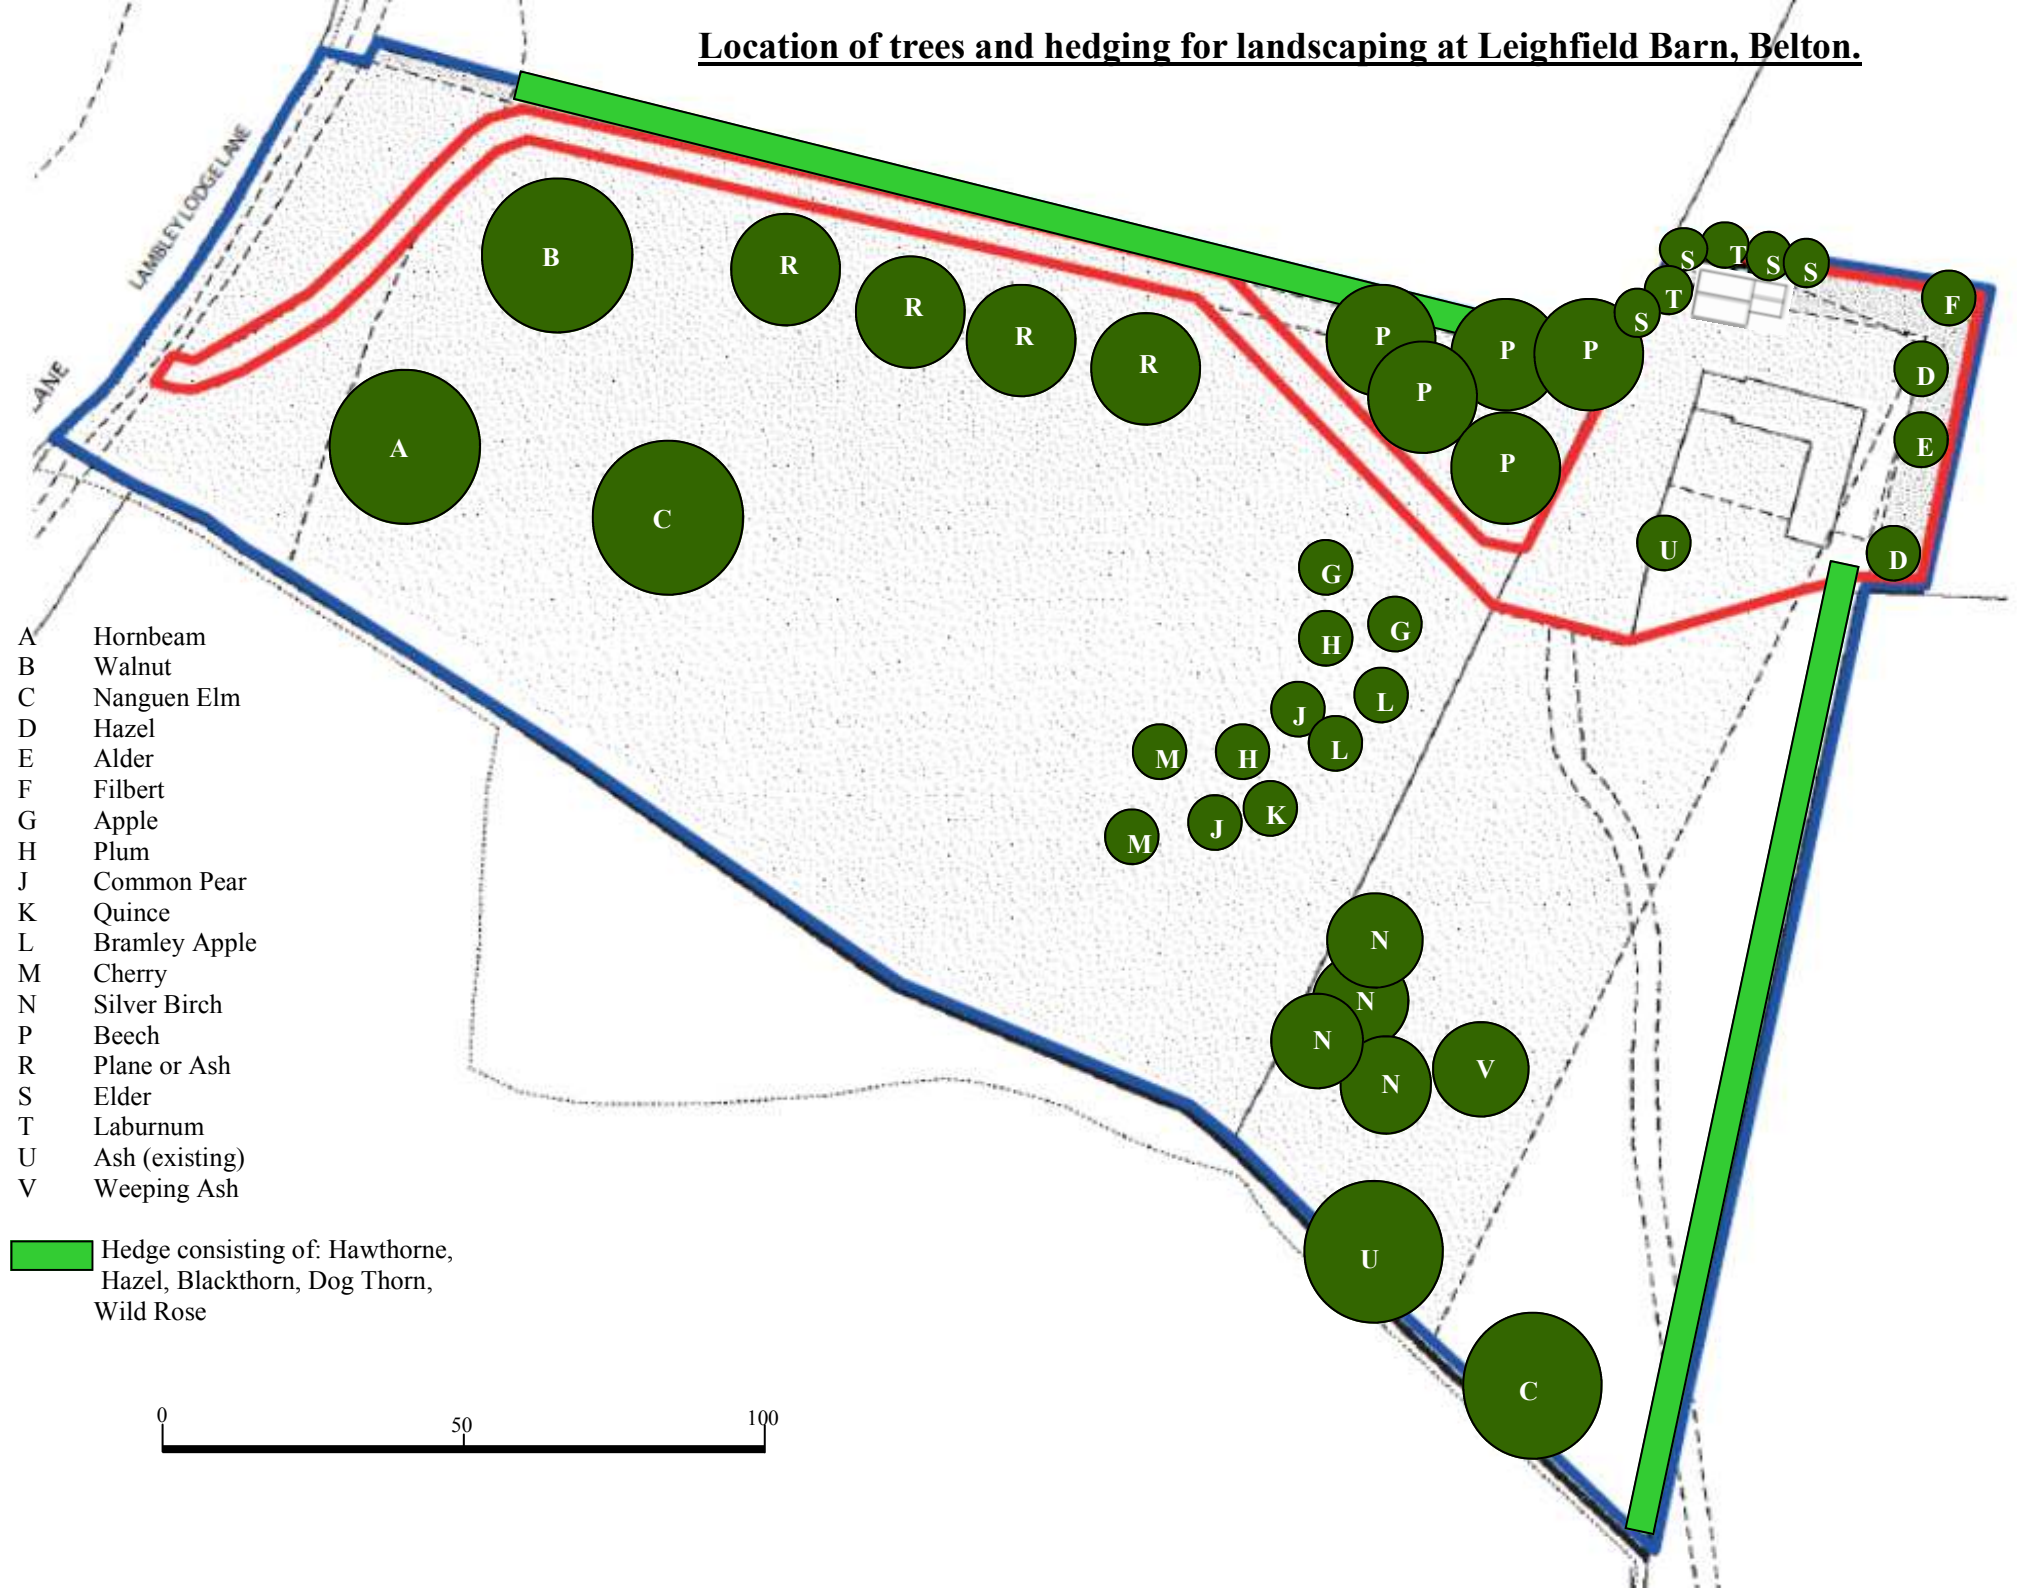 Location of trees and hedging for landscaping at Leighfield Barn, Belton.
LAMBLEY LODGE LANE
B
R
R
R
R
P
P
P
P
P
S
T
S
S
T
S
F
D
E
D
U
ANE
A
C
G
G
H
L
J
L
M
H
K
J
M
N
N
N
N
V
U
C
A Hornbeam
B Walnut
C Nanguen Elm
D Hazel
E Alder
F Filbert
G Apple
H Plum
J Common Pear
K Quince
L Bramley Apple
M Cherry
N Silver Birch
P Beech
R Plane or Ash
S Elder
T Laburnum
U Ash (existing)
V Weeping Ash
Hedge consisting of: Hawthorne,
Hazel, Blackthorn, Dog Thorn,
Wild Rose
0 50 100